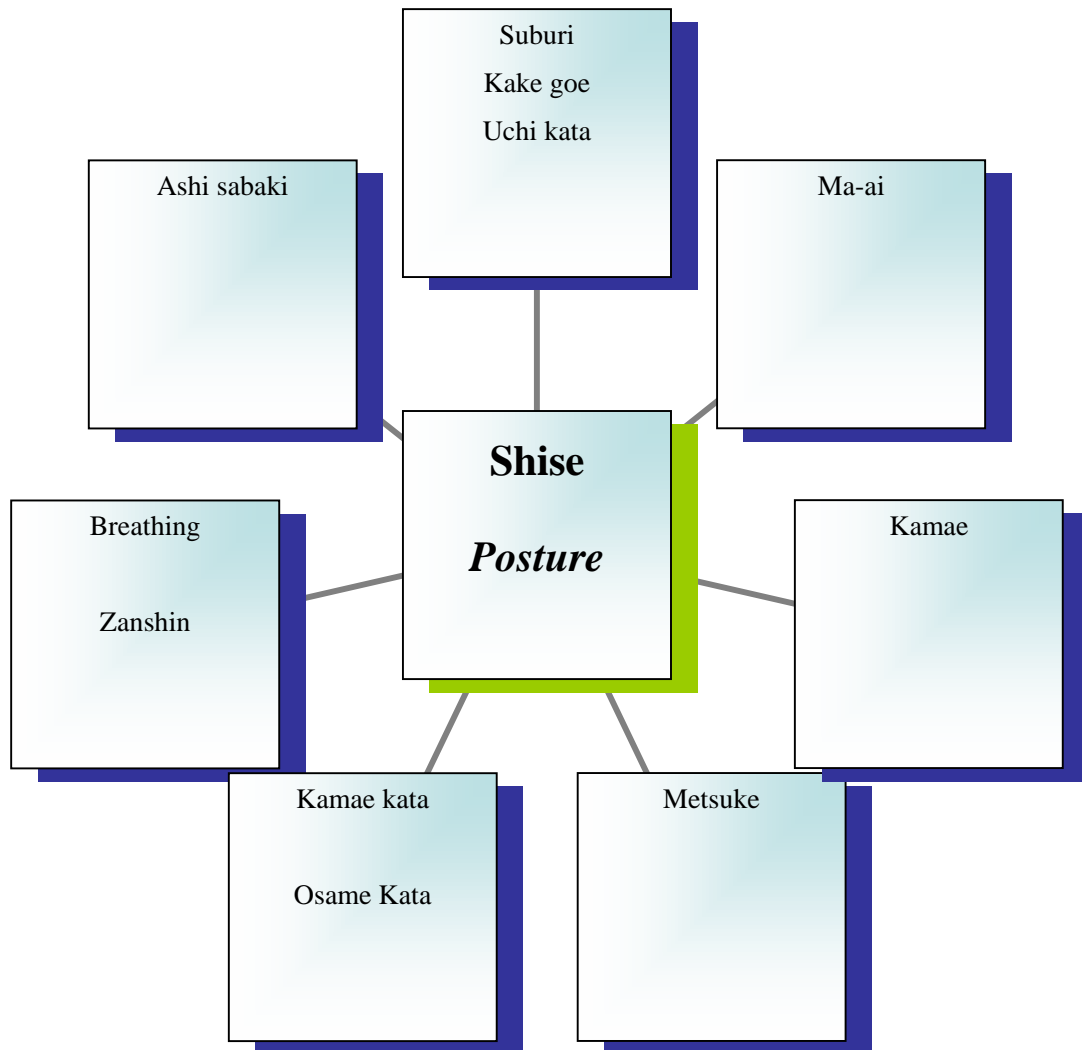 Suburi
Kake goe
Uchi kata
Ashi sabaki
Ma-ai
Shise
Posture
Breathing
Zanshin
Kamae
Kamae kata
Osame Kata
Metsuke